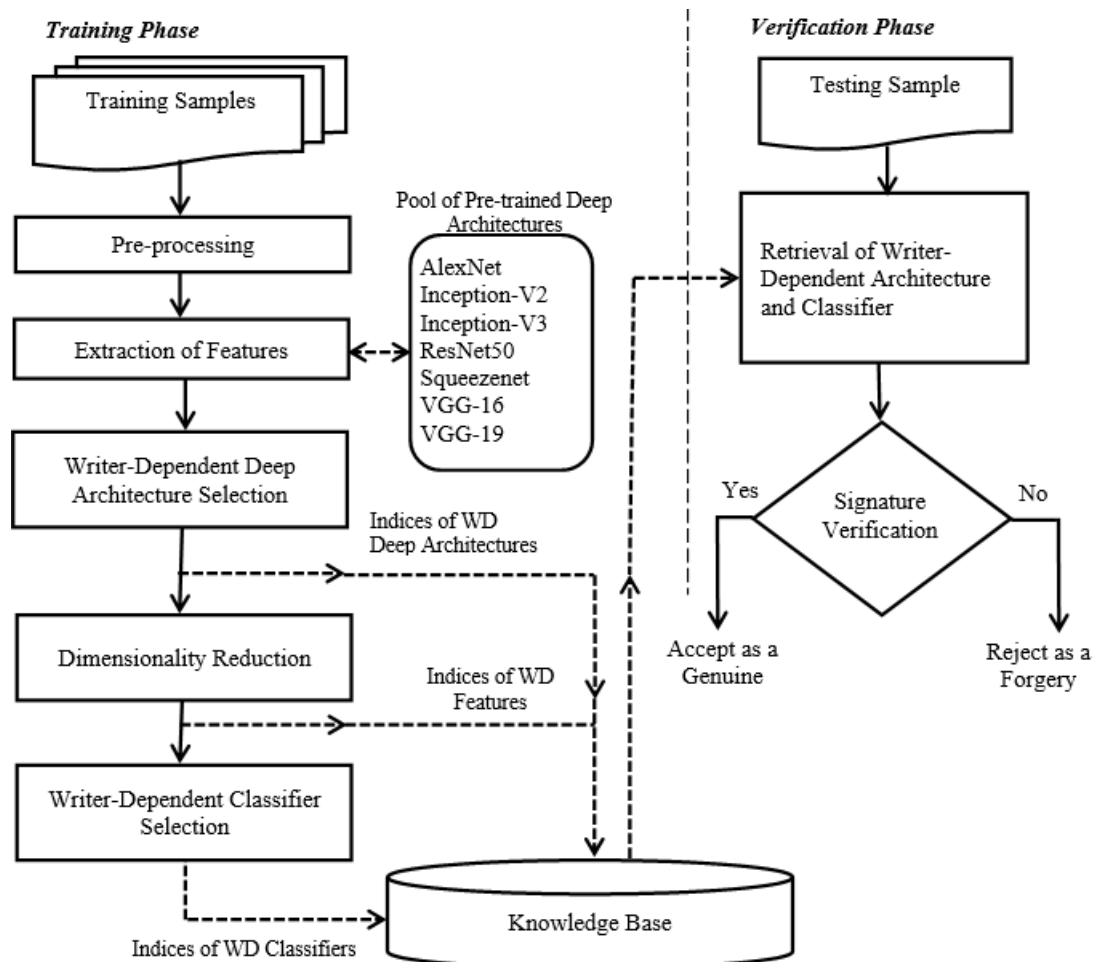 Training Phase
Training Samples
Pre-processing
Extraction of Features
Pool of Pre-trained Deep
Architectures
AlexNet
Inception-V2
Inception-V3
ResNet50
Squeezenet
VGG-16
VGG-19
Writer-Dependent Deep
Architecture Selection
Indices of WD
Deep Architectures
Dimensionality Reduction
Indices of WD
Features
Writer-Dependent Classifier
Selection
Indices of WD Classifiers
Knowledge Base
Verification Phase
Testing Sample
Retrieval of Writer-
Dependent Architecture
and Classifier
Signature
Verification
Yes
No
Accept as a
Genuine
Reject as a
Forgery